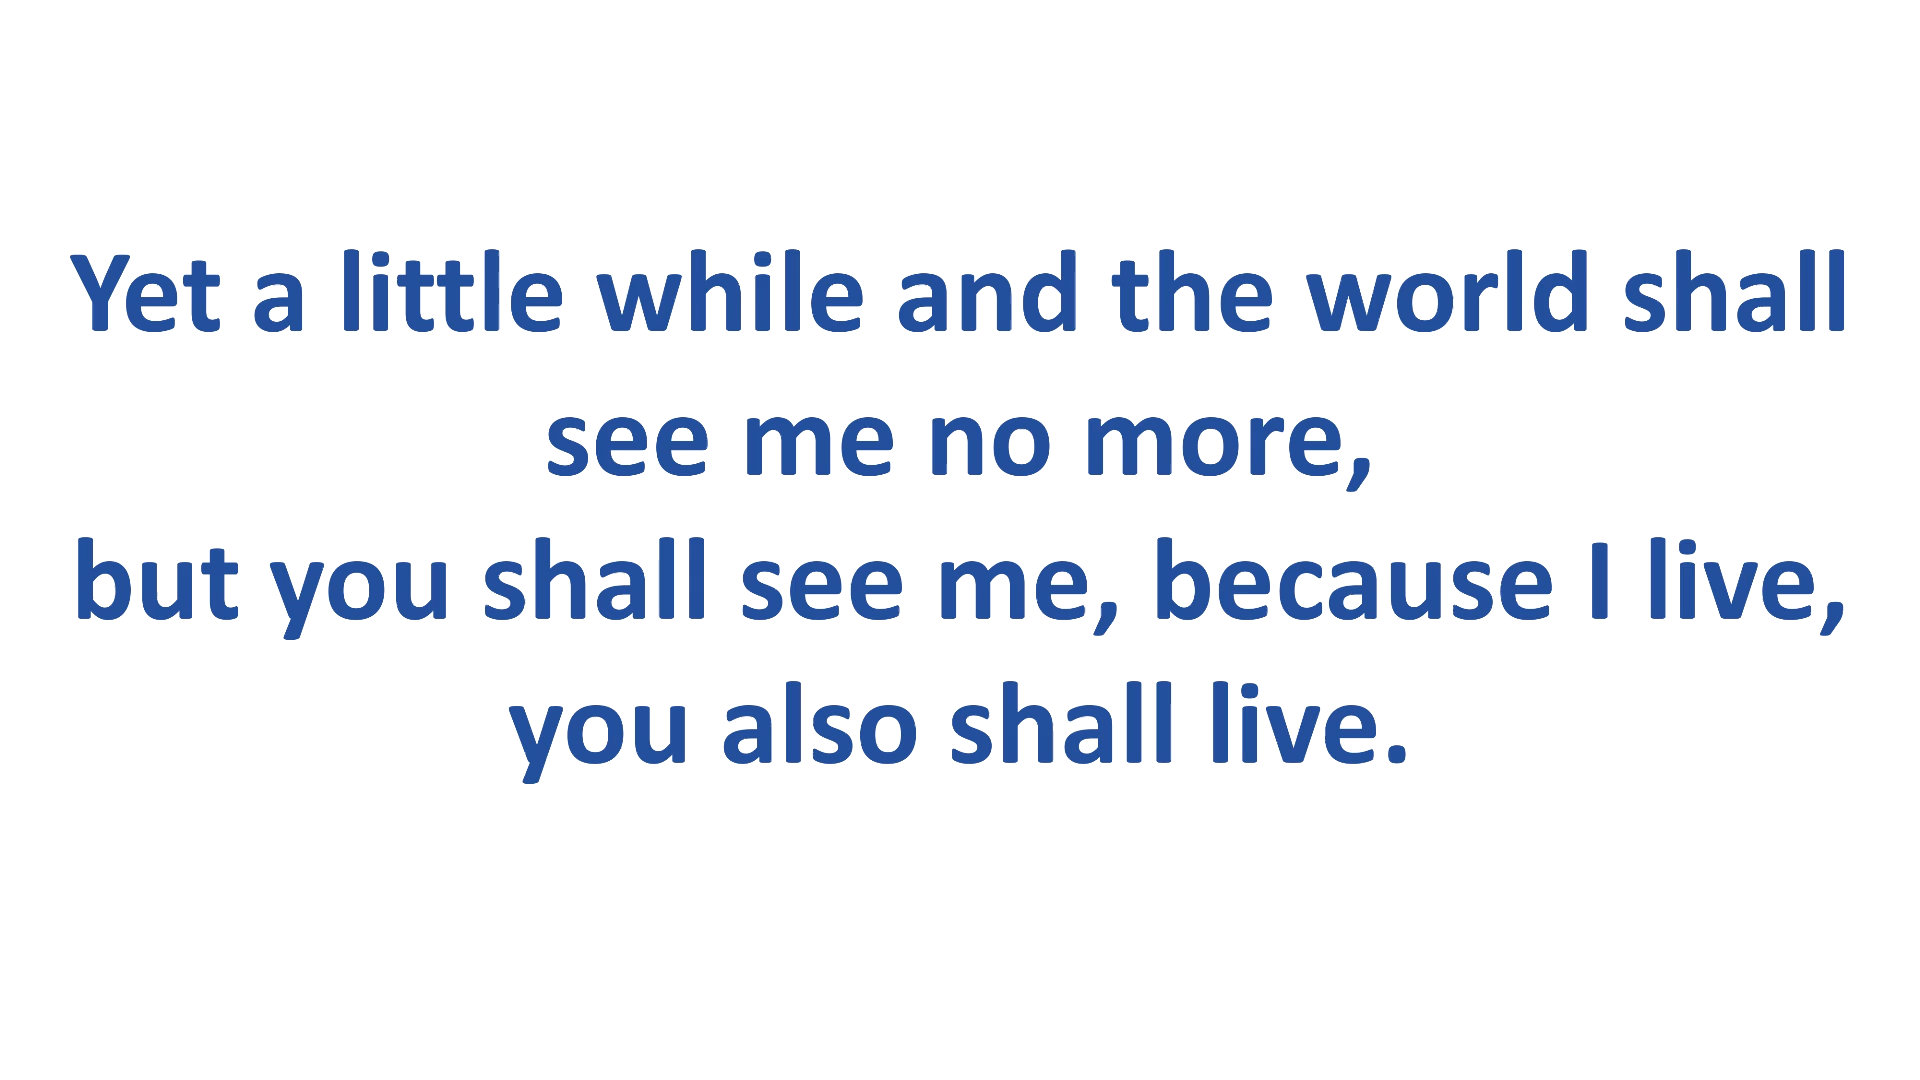 Yet a little while and the world shall
see me no more,
but you shall see me, because I live,
you also shall live.